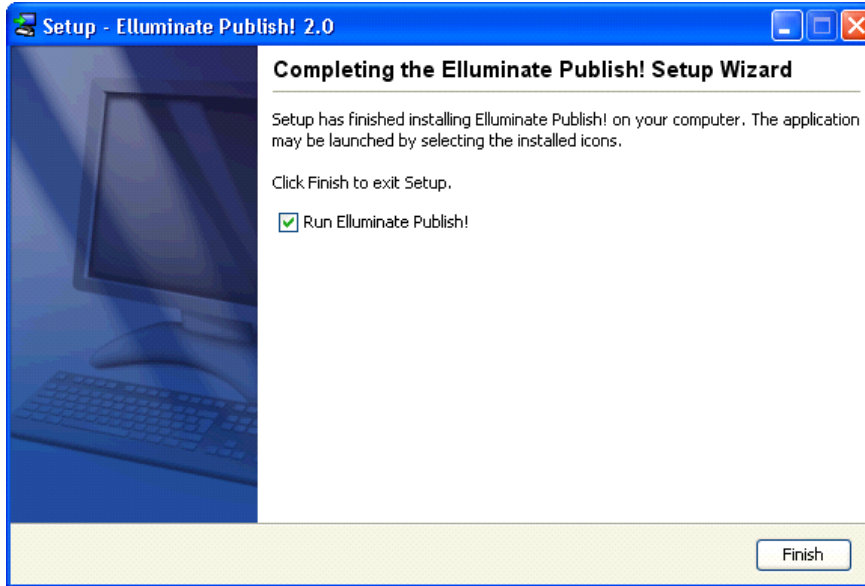 Setup - Elluminate Publish! 2.0
Completing the Elluminate Publish! Setup Wizard
Setup has finished installing Elluminate Publish! on your computer. The application
may be launched by selecting the installed icons.
Click Finish to exit Setup.
Run Elluminate Publish!
Finish